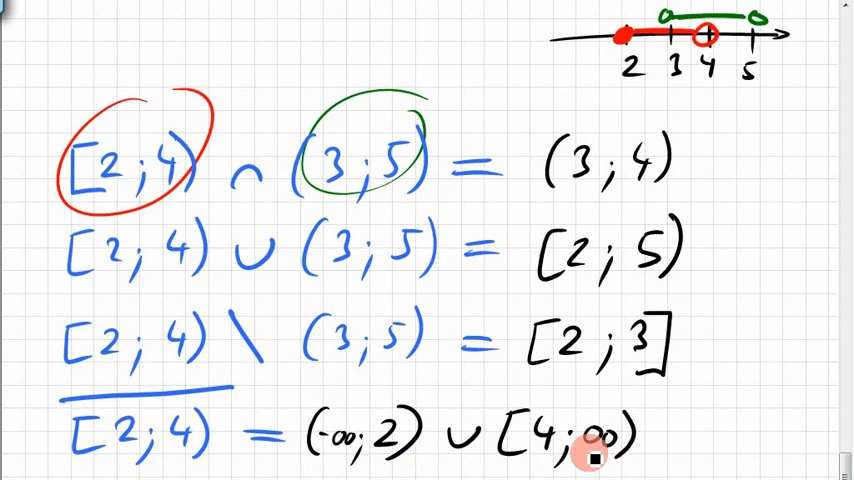 2 3 4 5
[2;4) ∩ (3;5) = (3;4)
[2;4) ∪ (3;5) = [2;5)
[2;4) \ (3;5) = [2;3]
[2;4)̅ = (-∞;2) ∪ [4;∞)